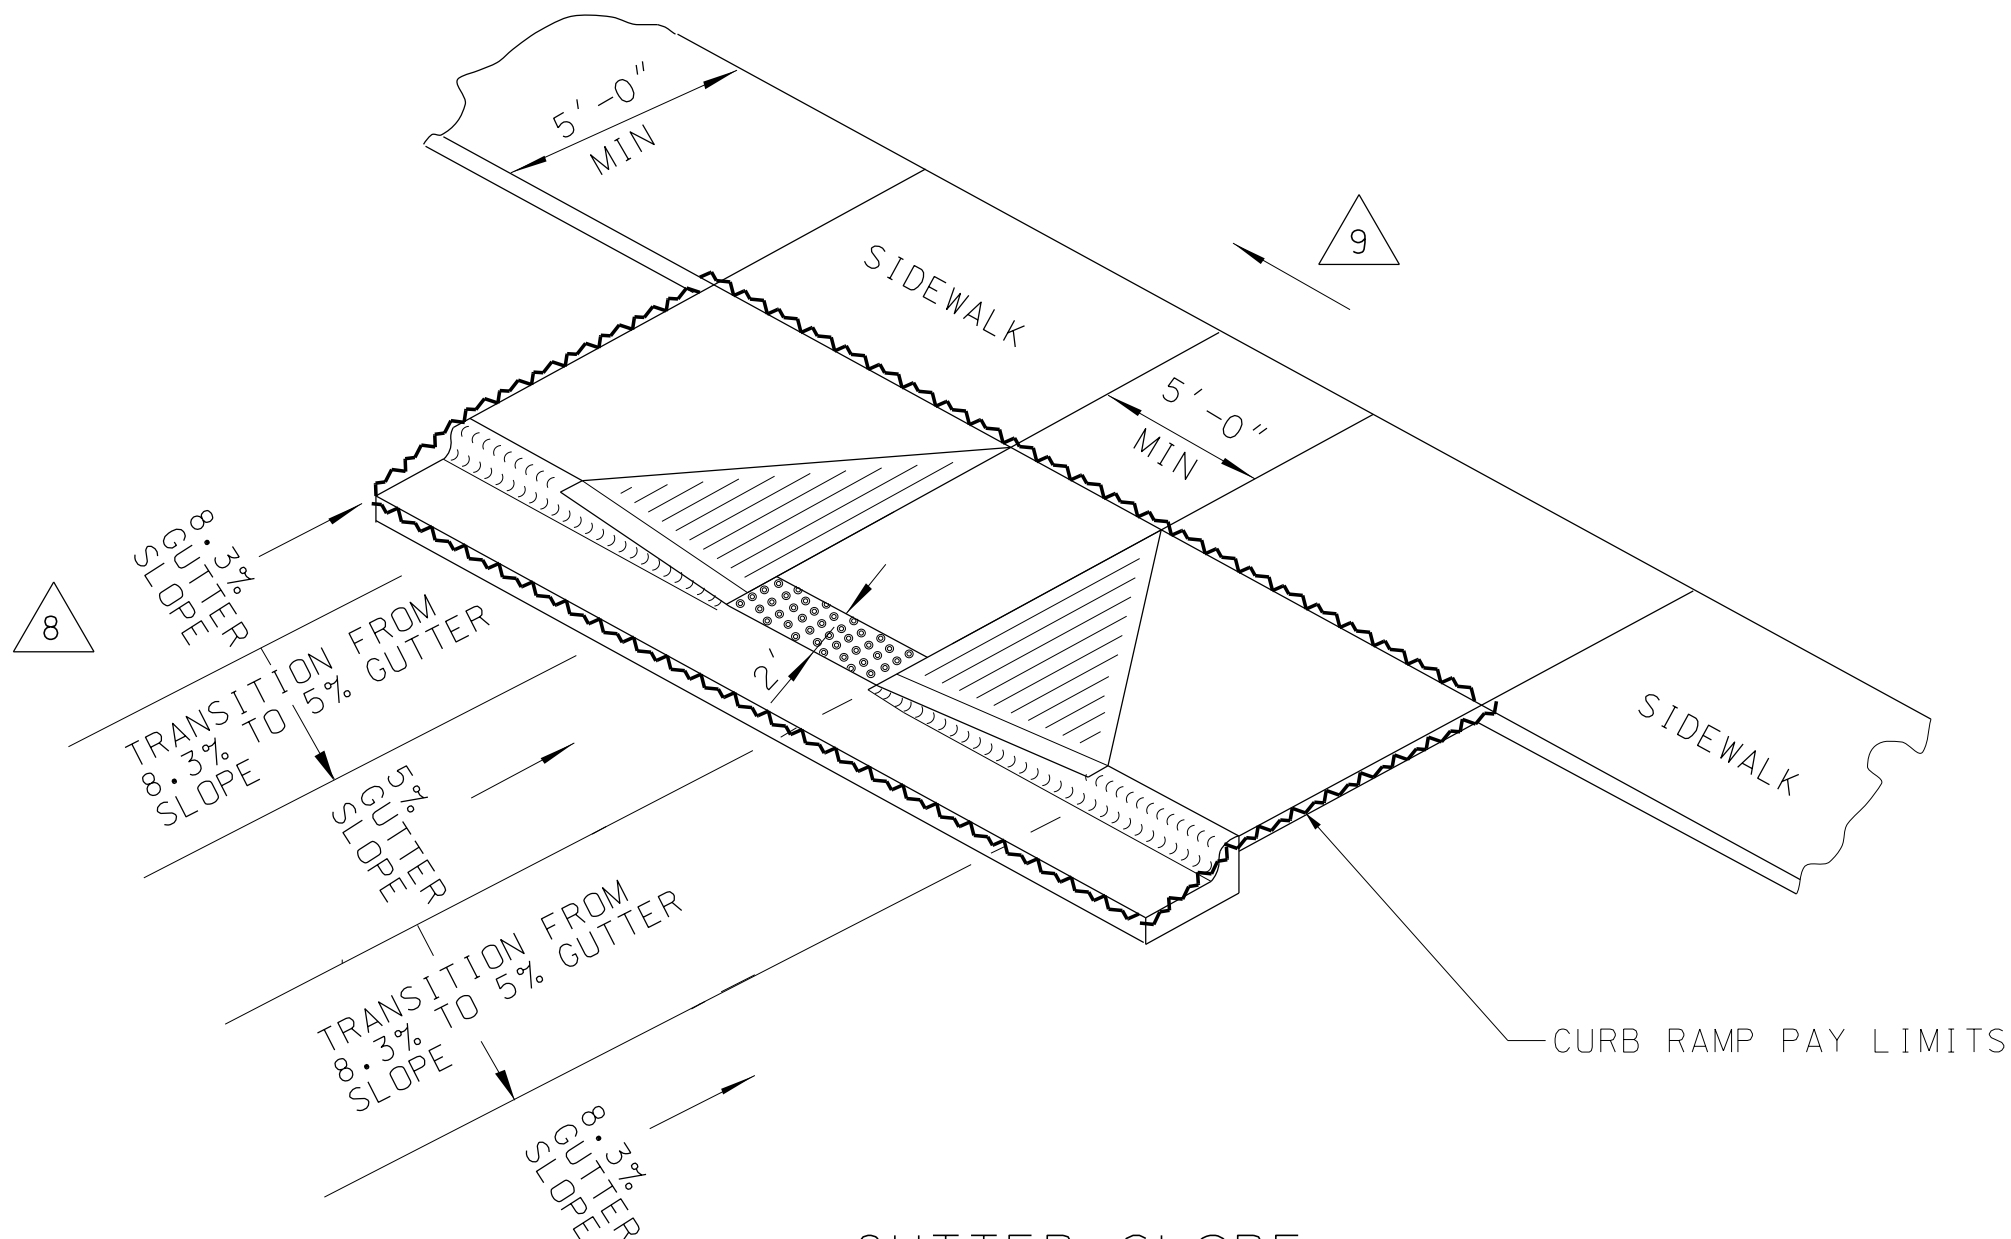 5'-0"
MIN
SIDEWALK
9
5'-0"
MIN
8.3%
GUTTER
SLOPE
8
TRANSITION FROM
8.3% TO 5% GUTTER
SLOPE
2'
5%
GUTTER
SLOPE
SIDEWALK
TRANSITION FROM
8.3% TO 5% GUTTER
SLOPE
CURB RAMP PAY LIMITS
8.3%
GUTTER
SLOPE
GUTTER SLOPE